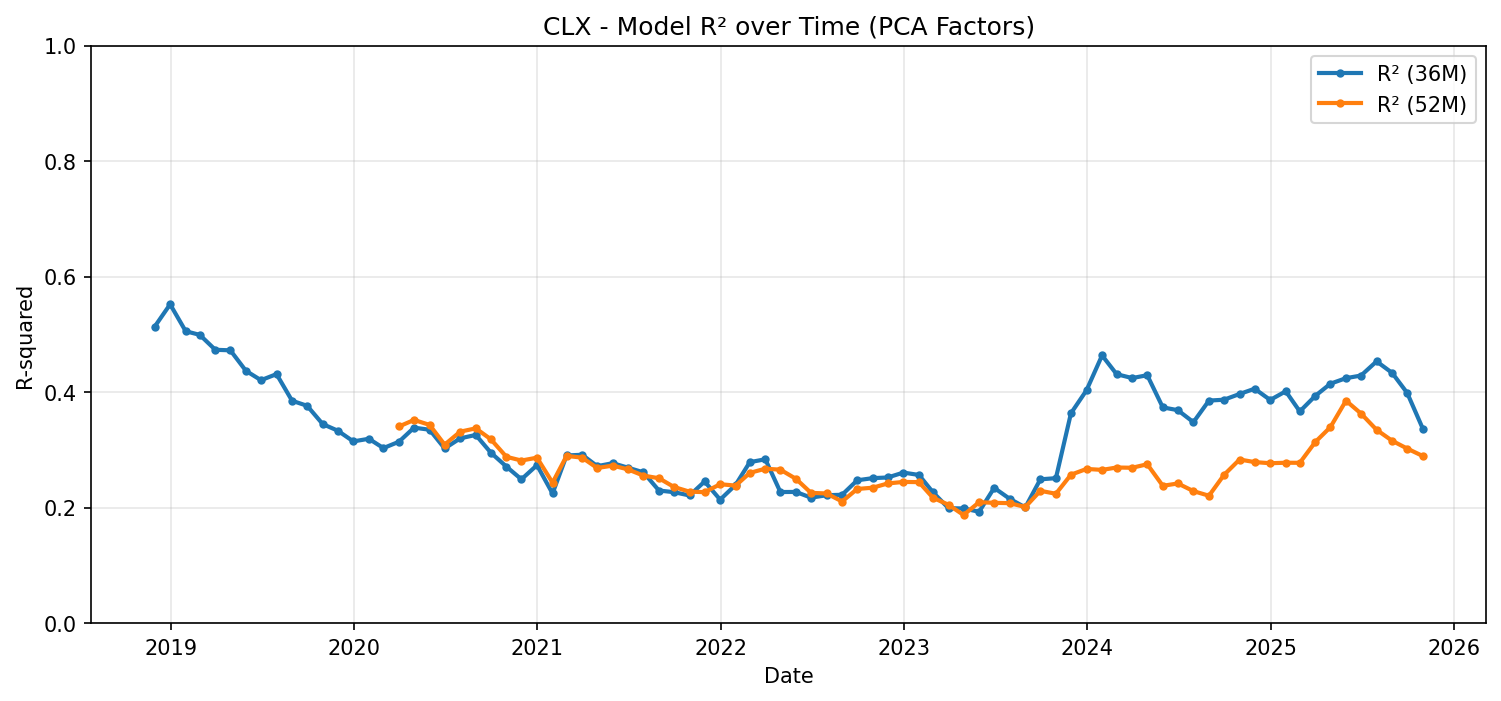 CLX - Model R² over Time (PCA Factors)
R-squared
1.0
0.8
0.6
0.4
0.2
0.0
R² (36M)
R² (52M)
2019 2020 2021 2022 2023 2024 2025 2026
Date